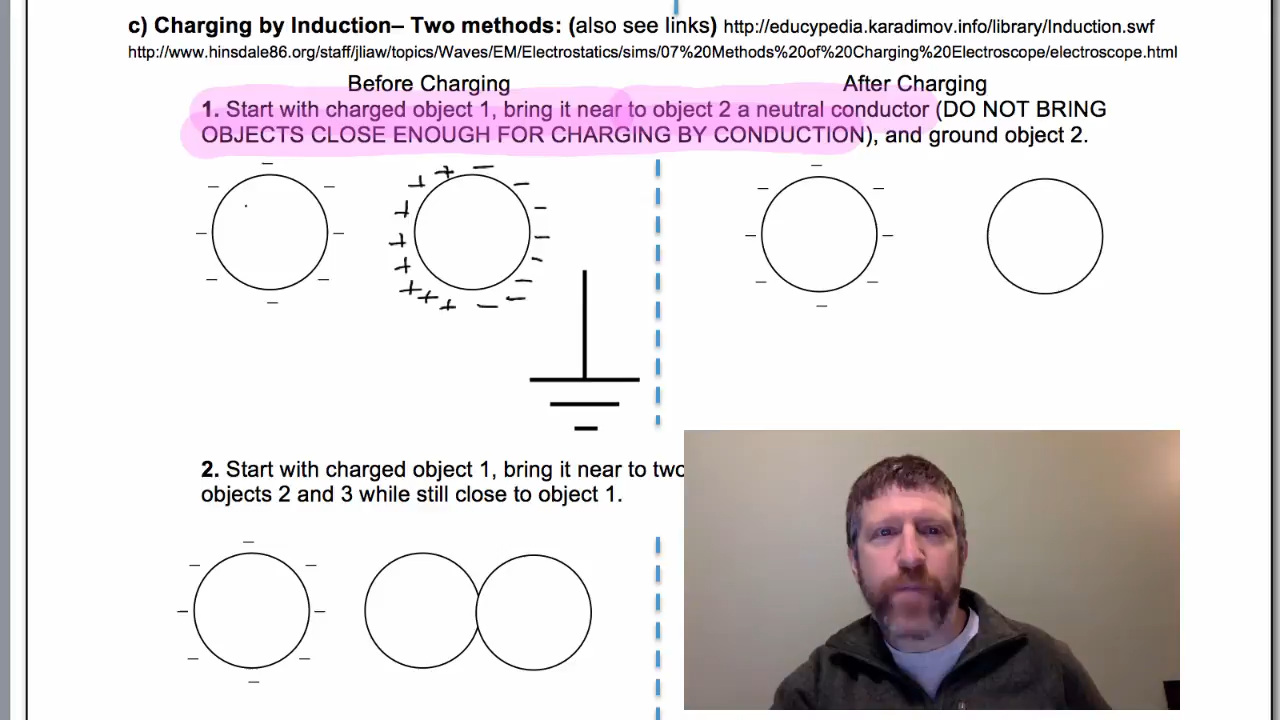 c) Charging by Induction– Two methods: (also see links) http://educypedia.karadimov.info/library/Induction.swf
http://www.hinsdale86.org/staff/jliaw/topics/Waves/EM/Electrostatics/sims/07%20Methods%20of%20Charging%20Electroscope/electroscope.html
Before Charging After Charging
1. Start with charged object 1, bring it near to object 2 a neutral conductor (DO NOT BRING
OBJECTS CLOSE ENOUGH FOR CHARGING BY CONDUCTION), and ground object 2.
2. Start with charged object 1, bring it near to two
objects 2 and 3 while still close to object 1.